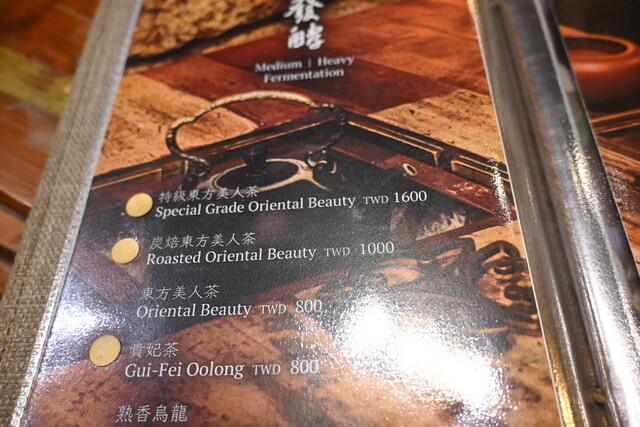 發酵
Medium | Heavy
Fermentation
特級東方美人茶
Special Grade Oriental Beauty TWD 1600
炭焙東方美人茶
Roasted Oriental Beauty TWD 1000
東方美人茶
Oriental Beauty TWD 800
貴妃茶
Gui-Fei Oolong TWD 800
熟香烏龍